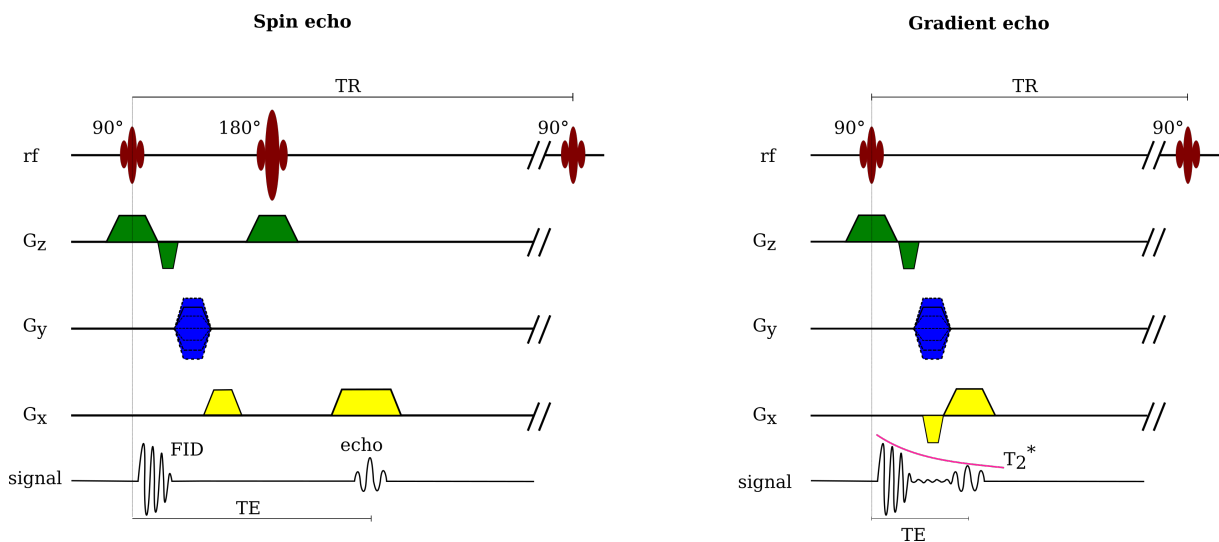 Spin echo
TR
90°
180°
90°
rf
Gz
Gy
Gx
FID
echo
signal
TE
Gradient echo
TR
90°
90°
rf
Gz
Gy
Gx
T2*
signal
TE